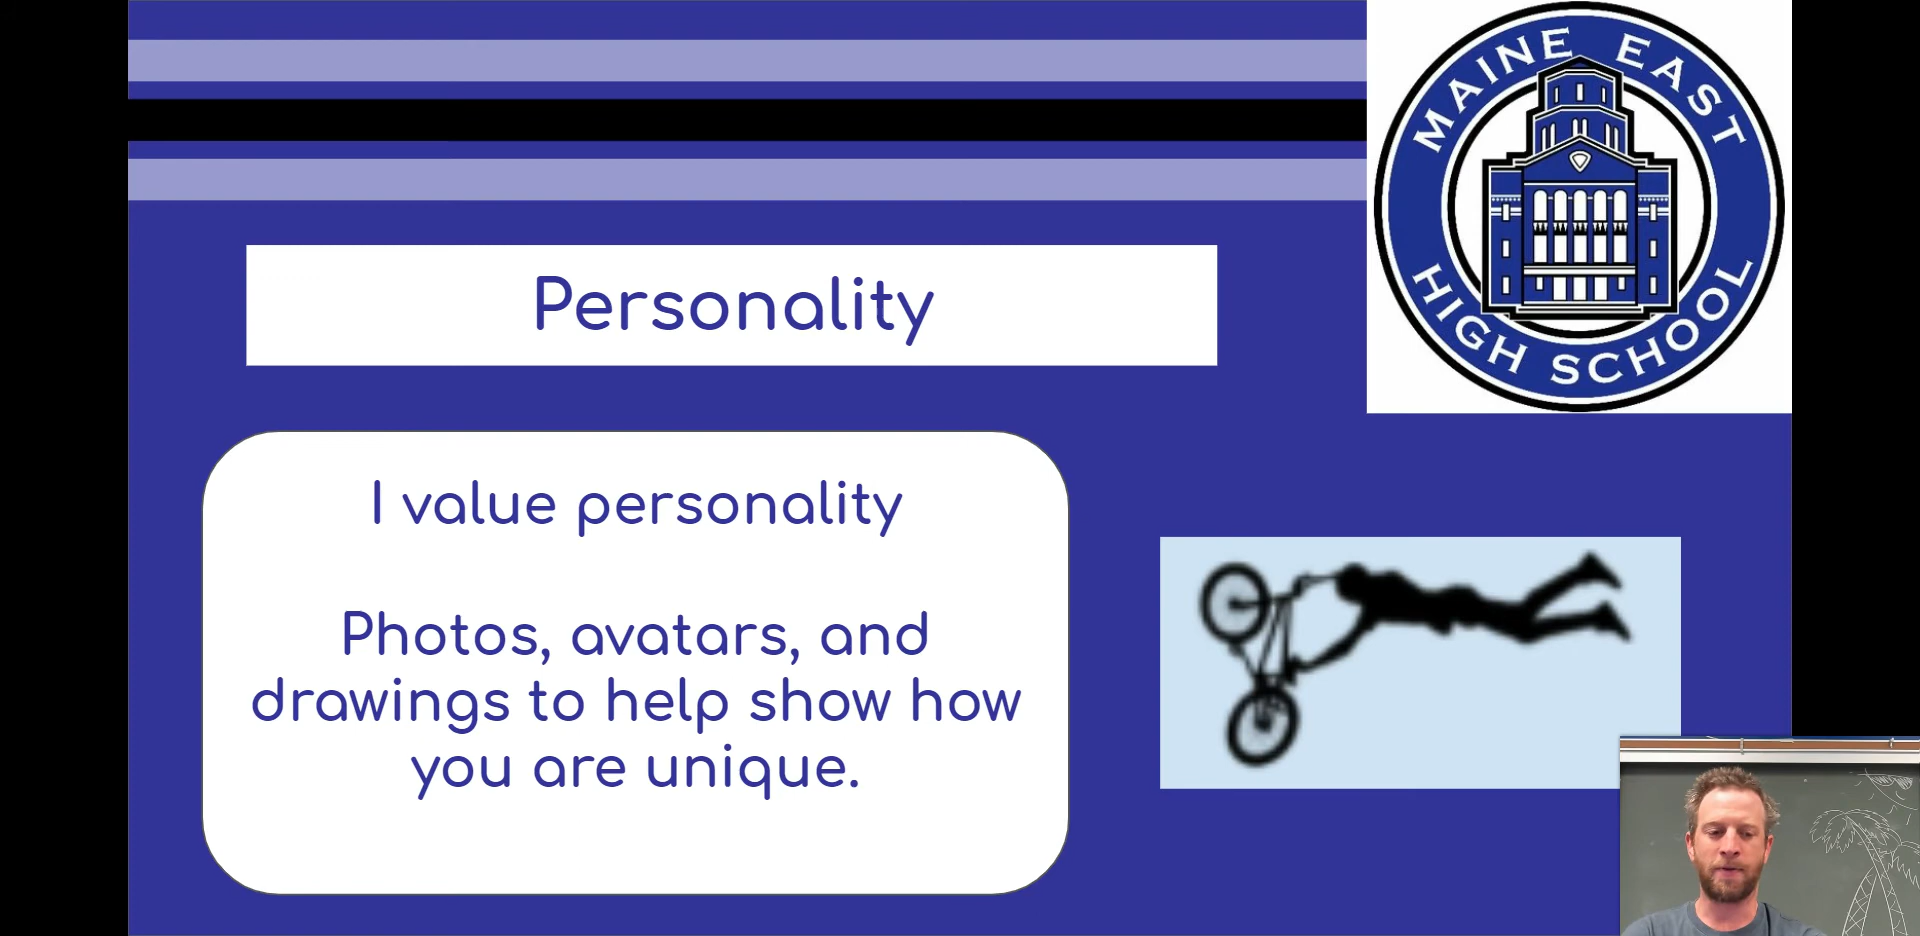 MAINE EAST
HIGH SCHOOL
Personality
I value personality
Photos, avatars, and
drawings to help show how
you are unique.